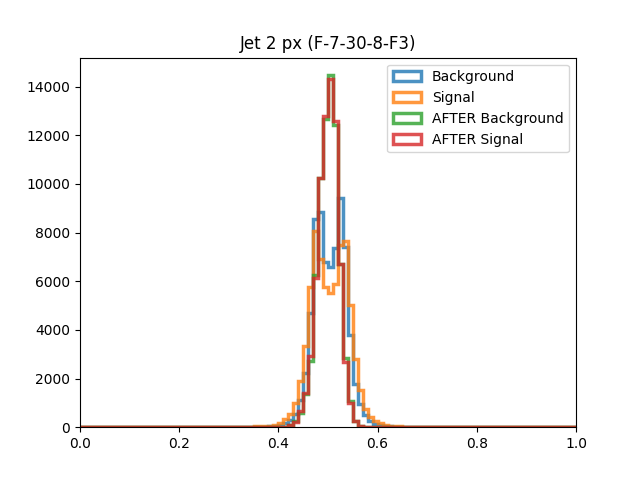 Jet 2 px (F-7-30-8-F3)
Background
Signal
AFTER Background
AFTER Signal
14000
12000
10000
8000
6000
4000
2000
0
0.0 0.2 0.4 0.6 0.8 1.0